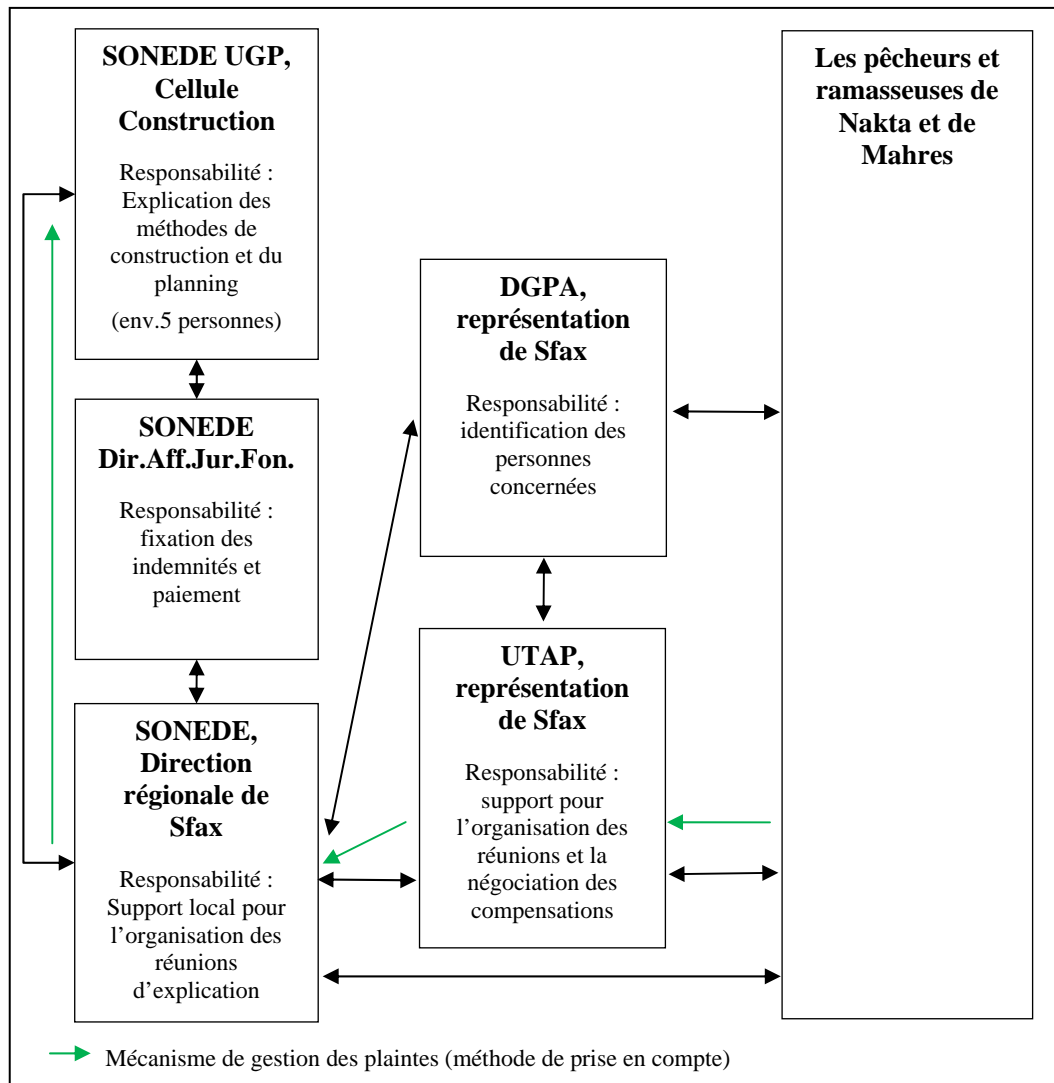 SONEDE UGP,
Cellule
Construction
Responsabilité :
Explication des
méthodes de
construction et du
planning
(env.5 personnes)
SONEDE
Dir.Aff.Jur.Fon.
Responsabilité :
fixation des
indemnités et
paiement
SONEDE,
Direction
régionale de
Sfax
Responsabilité :
Support local pour
l’organisation des
réunions
d’explication
DGPA,
représentation
de Sfax
Responsabilité :
identification des
personnes
concernées
UTAP,
représentation
de Sfax
Responsabilité :
support pour
l’organisation des
réunions et la
négociation des
compensations
Les pêcheurs et
ramasseuses de
Nakta et de
Mahres
Mécanisme de gestion des plaintes (méthode de prise en compte)